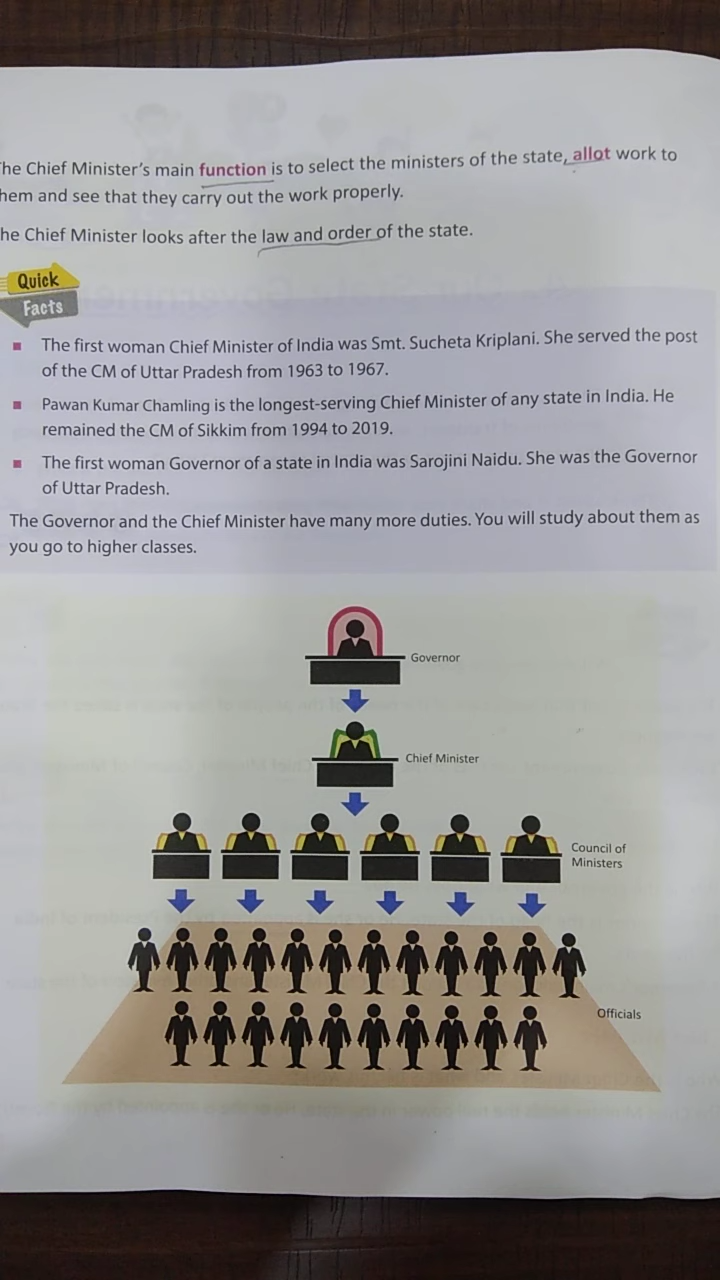 he Chief Minister's main function is to select the ministers of the state, allot work to
hem and see that they carry out the work properly.
he Chief Minister looks after the law and order of the state.
Quick
Facts
▪ The first woman Chief Minister of India was Smt. Sucheta Kriplani. She served the post
of the CM of Uttar Pradesh from 1963 to 1967.
▪ Pawan Kumar Chamling is the longest-serving Chief Minister of any state in India. He
remained the CM of Sikkim from 1994 to 2019.
▪ The first woman Governor of a state in India was Sarojini Naidu. She was the Governor
of Uttar Pradesh.
The Governor and the Chief Minister have many more duties. You will study about them as
you go to higher classes.
Governor
Chief Minister
Council of
Ministers
Officials